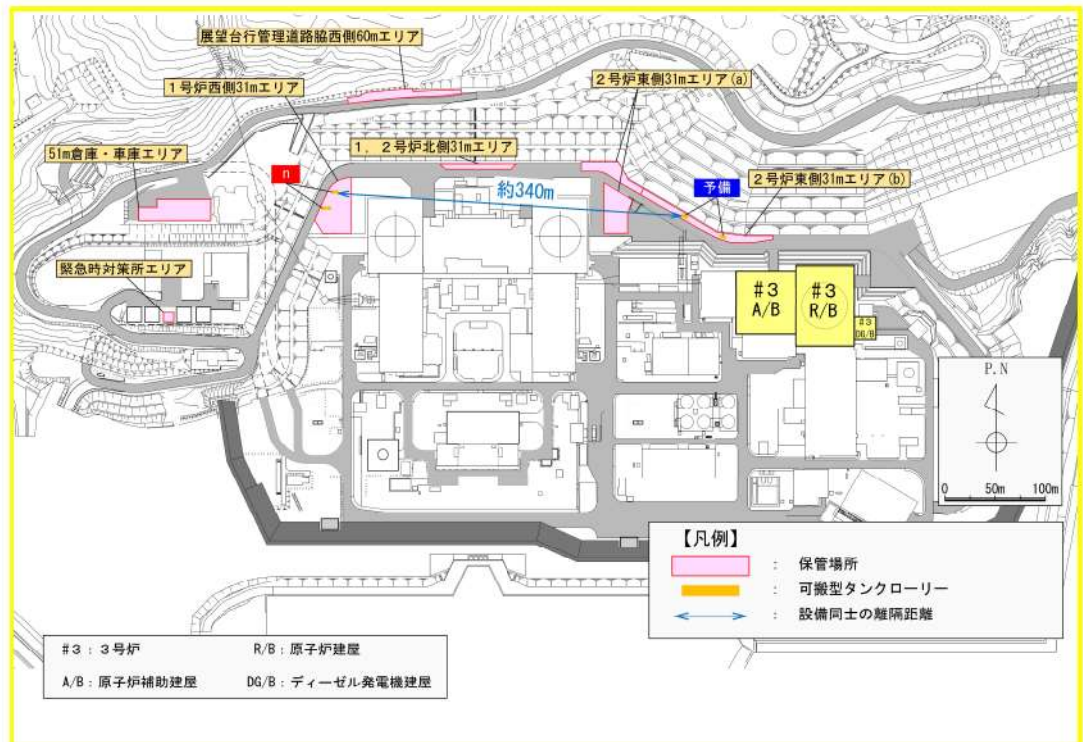 展望台行管理道路脇西側60mエリア
1号炉西側31mエリア
2号炉東側31mエリア(a)
51m倉庫・車庫エリア
1, 2号炉北側31mエリア
n
約340m
予備
2号炉東側31mエリア(b)
緊急時対策所エリア
#3
A/B
#3
R/B
#3
DG/B
P.N
0 50m 100m
【凡例】
: 保管場所
: 可搬型タンクローリー
: 設備同士の離隔距離
#3 : 3号炉
R/B : 原子炉建屋
A/B : 原子炉補助建屋
DG/B : ディーゼル発電機建屋